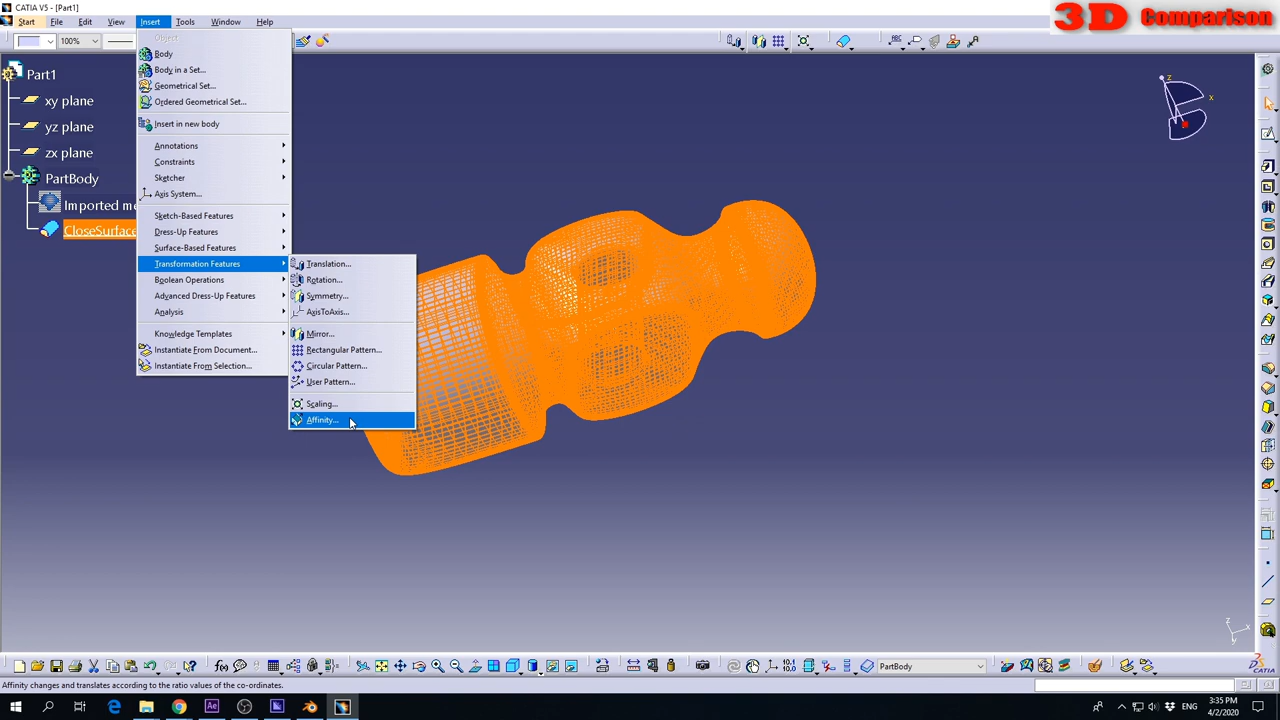 CATIA V5 - [Part1]
Start File Edit View Insert Tools Window Help
100%
3D Comparison
Part1
xy plane
yz plane
zx plane
PartBody
Imported me
CloseSurface
Object
Body
Body in a Set...
Geometrical Set...
Ordered Geometrical Set...
Insert in new body
Annotations
Constraints
Sketcher
Axis System...
Sketch-Based Features
Dress-Up Features
Surface-Based Features
Transformation Features
Boolean Operations
Advanced Dress-Up Features
Analysis
Knowledge Templates
Instantiate From Document...
Instantiate From Selection...
Translation...
Rotation...
Symmetry...
AxisToAxis...
Mirror...
Rectangular Pattern...
Circular Pattern...
User Pattern...
Scaling...
Affinity...
z
x
z
x
y
PartBody
CATIA
Affinity changes and translates according to the ratio values of the co-ordinates.
ENG
3:35 PM
4/2/2020